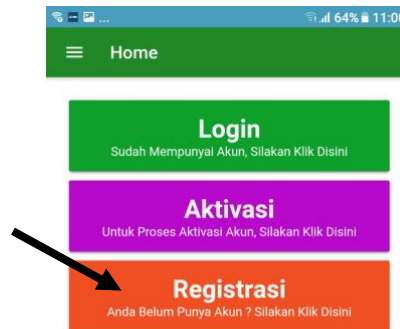 ... 64% 11:00
Home
Login
Sudah Mempunyai Akun, Silakan Klik Disini
Aktivasi
Untuk Proses Aktivasi Akun, Silakan Klik Disini
Registrasi
Anda Belum Punya Akun ? Silakan Klik Disini